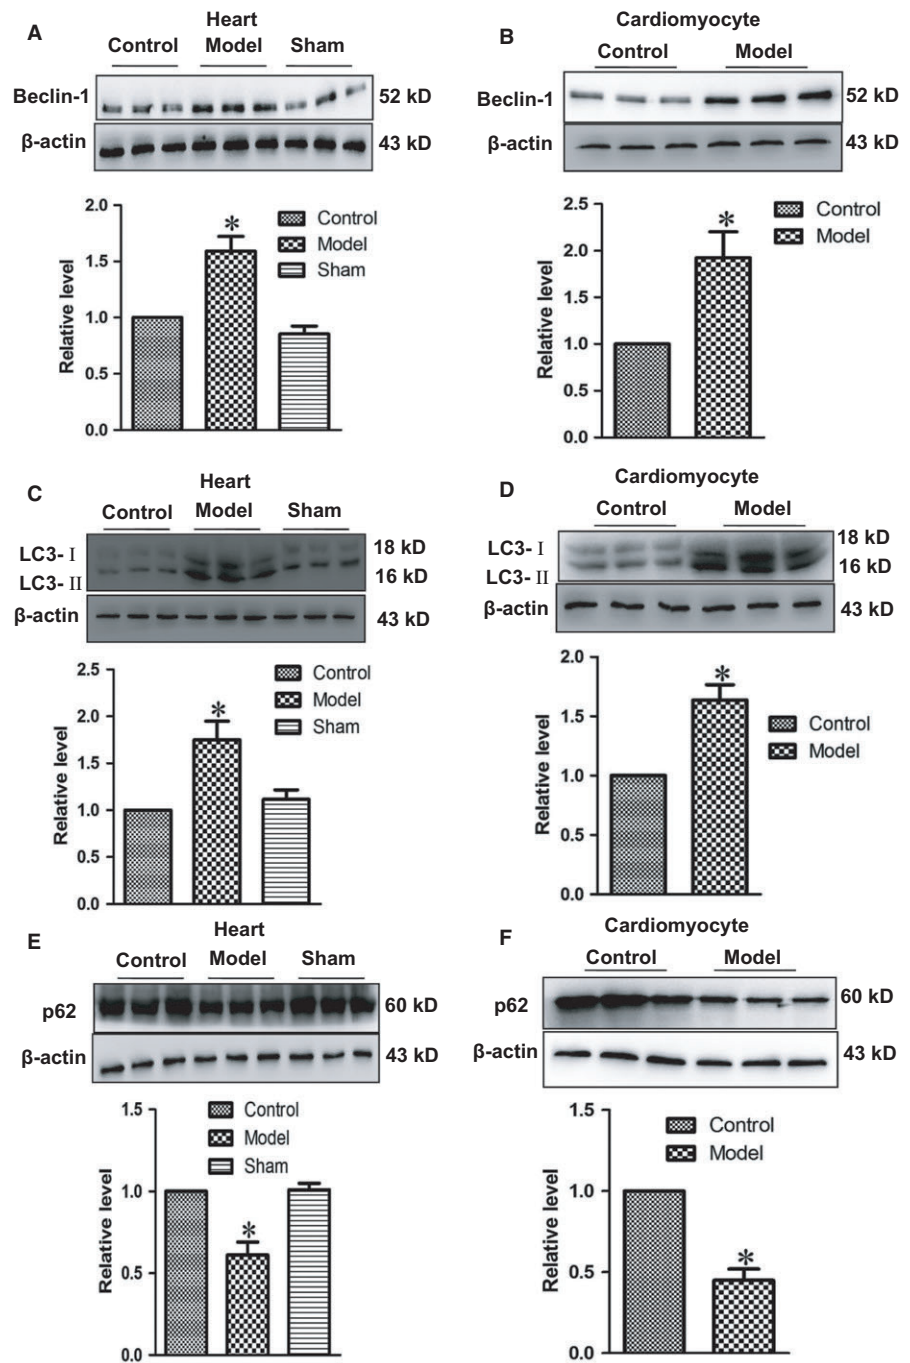 A
Heart
Control Model Sham
Beclin-1 52 kD
β-actin 43 kD
2.0
1.5
1.0
0.5
0.0
Relative level
*
Control
Model
Sham
B
Cardiomyocyte
Control Model
Beclin-1 52 kD
β-actin 43 kD
2.5
2.0
1.5
1.0
0.5
0.0
Relative level
*
Control
Model
C
Heart
Control Model Sham
LC3- I 18 kD
LC3- II 16 kD
β-actin 43 kD
2.5
2.0
1.5
1.0
0.5
0.0
Relative level
*
Control
Model
Sham
D
Cardiomyocyte
Control Model
LC3- I 18 kD
LC3- II 16 kD
β-actin 43 kD
2.0
1.5
1.0
0.5
0.0
Relative level
*
Control
Model
E
Heart
Control Model Sham
p62 60 kD
β-actin 43 kD
1.5
1.0
0.5
0.0
Relative level
*
Control
Model
Sham
F
Cardiomyocyte
Control Model
p62 60 kD
β-actin 43 kD
1.5
1.0
0.5
0.0
Relative level
*
Control
Model